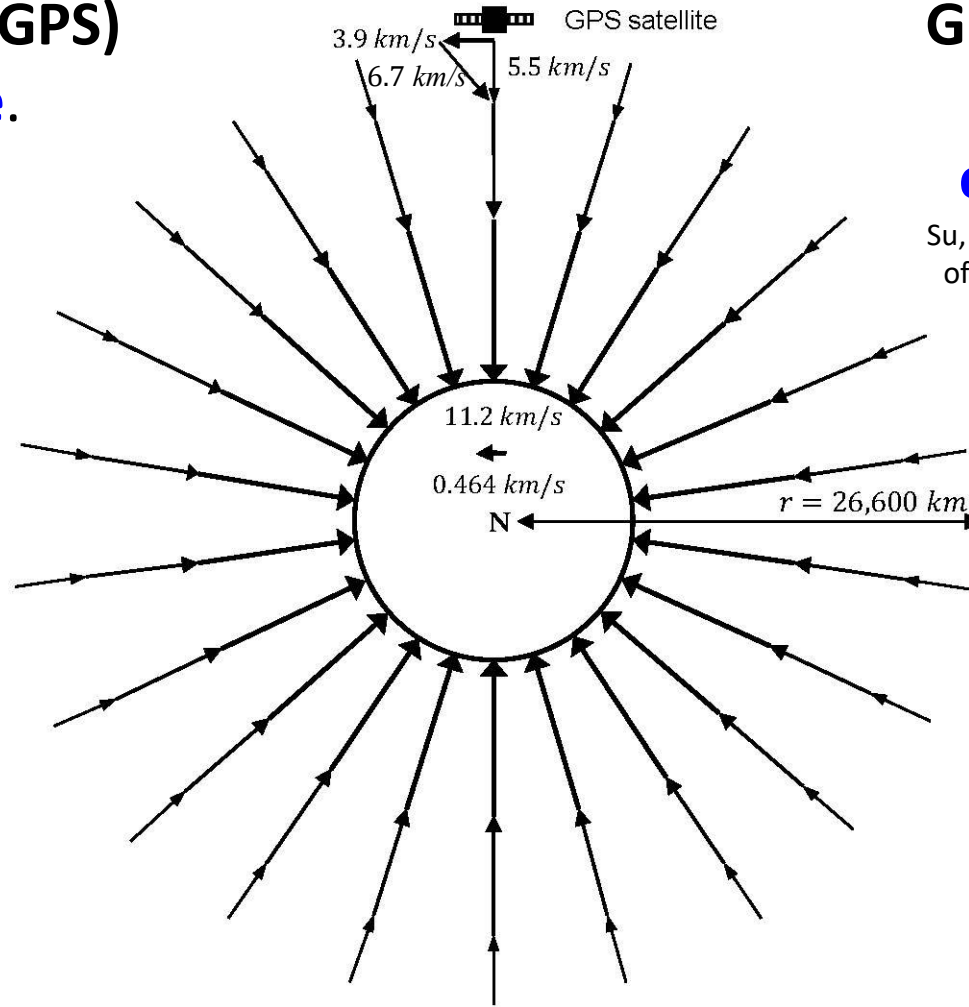 GPS)
G
GPS satellite
3.9 km/s
6.7 km/s
5.5 km/s
e.
Su,
of
11.2 km/s
0.464 km/s
N
r = 26,600 km